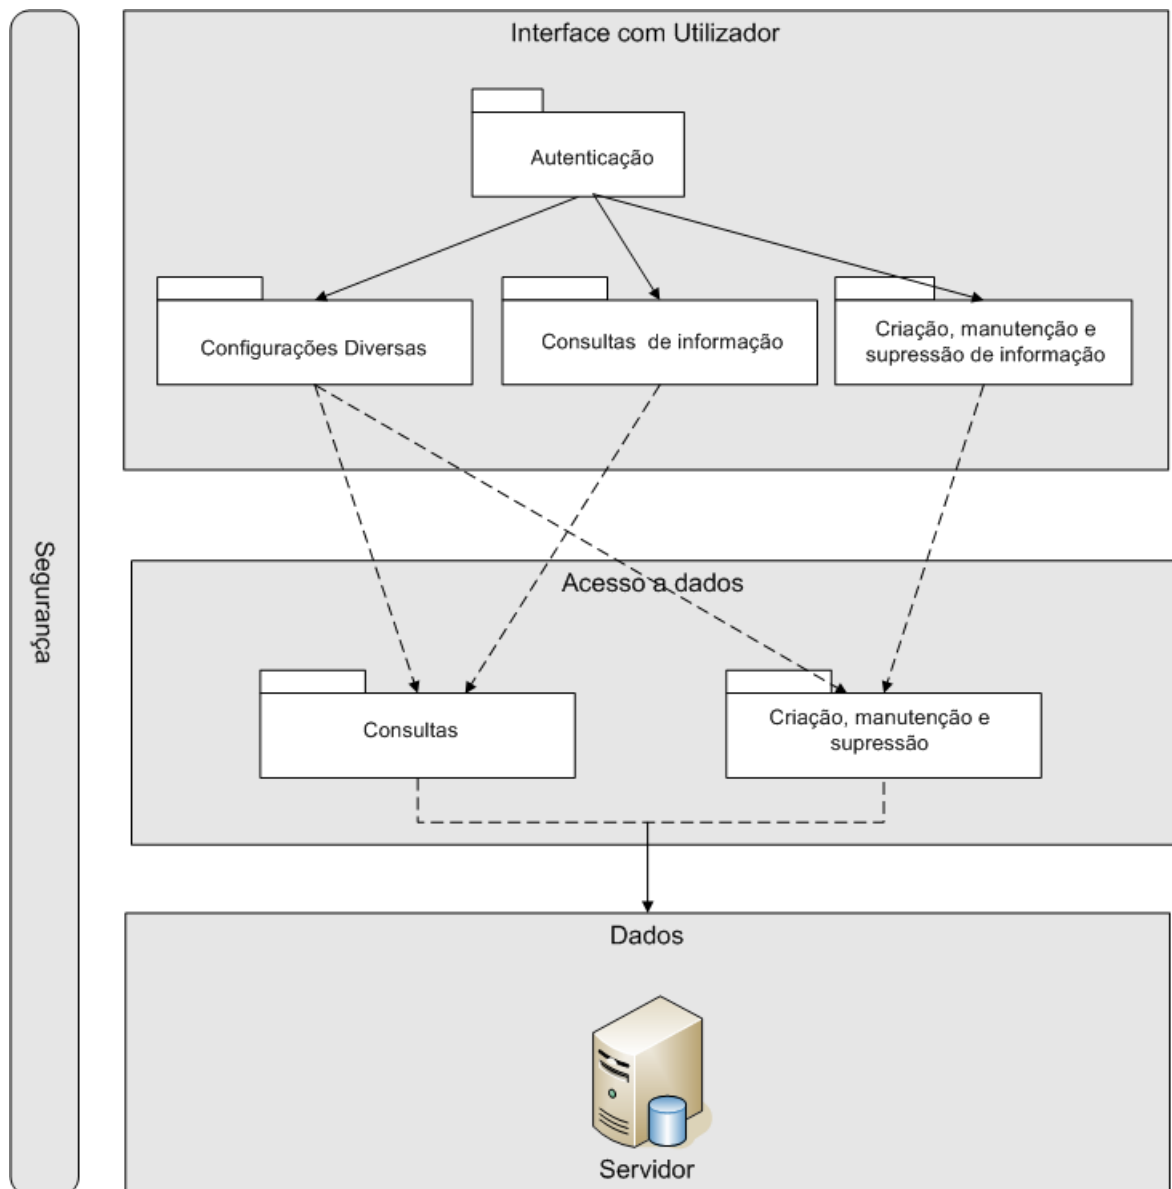 Interface com Utilizador
Autenticação
Configurações Diversas
Consultas de informação
Criação, manutenção e
supressão de informação
Segurança
Acesso a dados
Consultas
Criação, manutenção e
supressão
Dados
Servidor